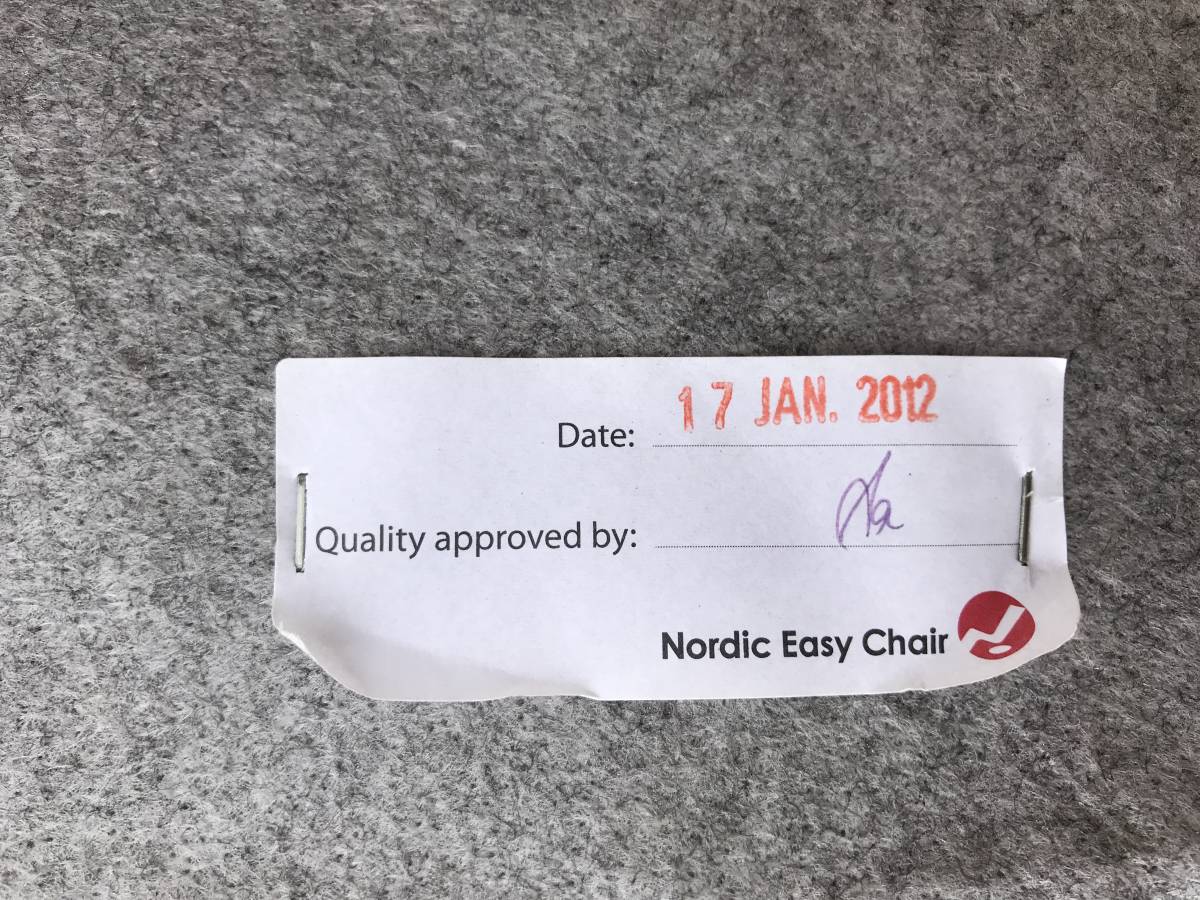 Date: 17 JAN. 2012
Quality approved by:
Nordic Easy Chair